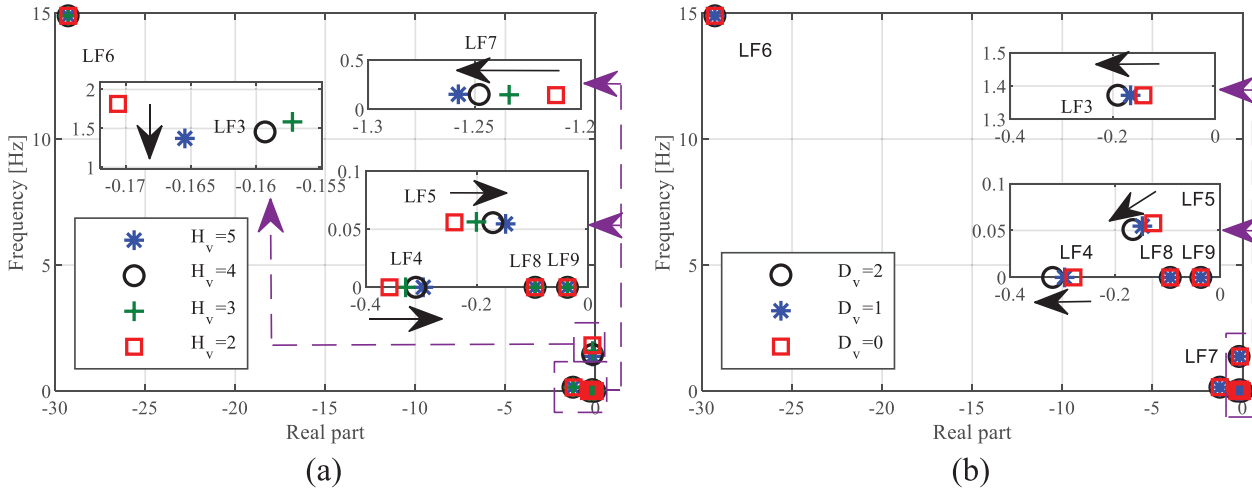 15
10
5
0
Frequency [Hz]
-30
-25
-20
-15
-10
-5
0
Real part
LF6
LF7
0.5
0
-1.3
-1.25
-1.2
2
1.5
1
LF3
-0.17
-0.165
-0.16
-0.155
0.1
0.05
0
LF5
LF4
LF8
LF9
-0.4
-0.2
0
H_v=5
H_v=4
H_v=3
H_v=2
(a)
15
10
5
0
Frequency [Hz]
-30
-25
-20
-15
-10
-5
0
Real part
LF6
1.5
1.4
1.3
LF3
-0.4
-0.2
0
0.1
0.05
0
LF5
LF4
LF8
LF9
-0.4
-0.2
0
D_v=2
D_v=1
D_v=0
LF7
(b)